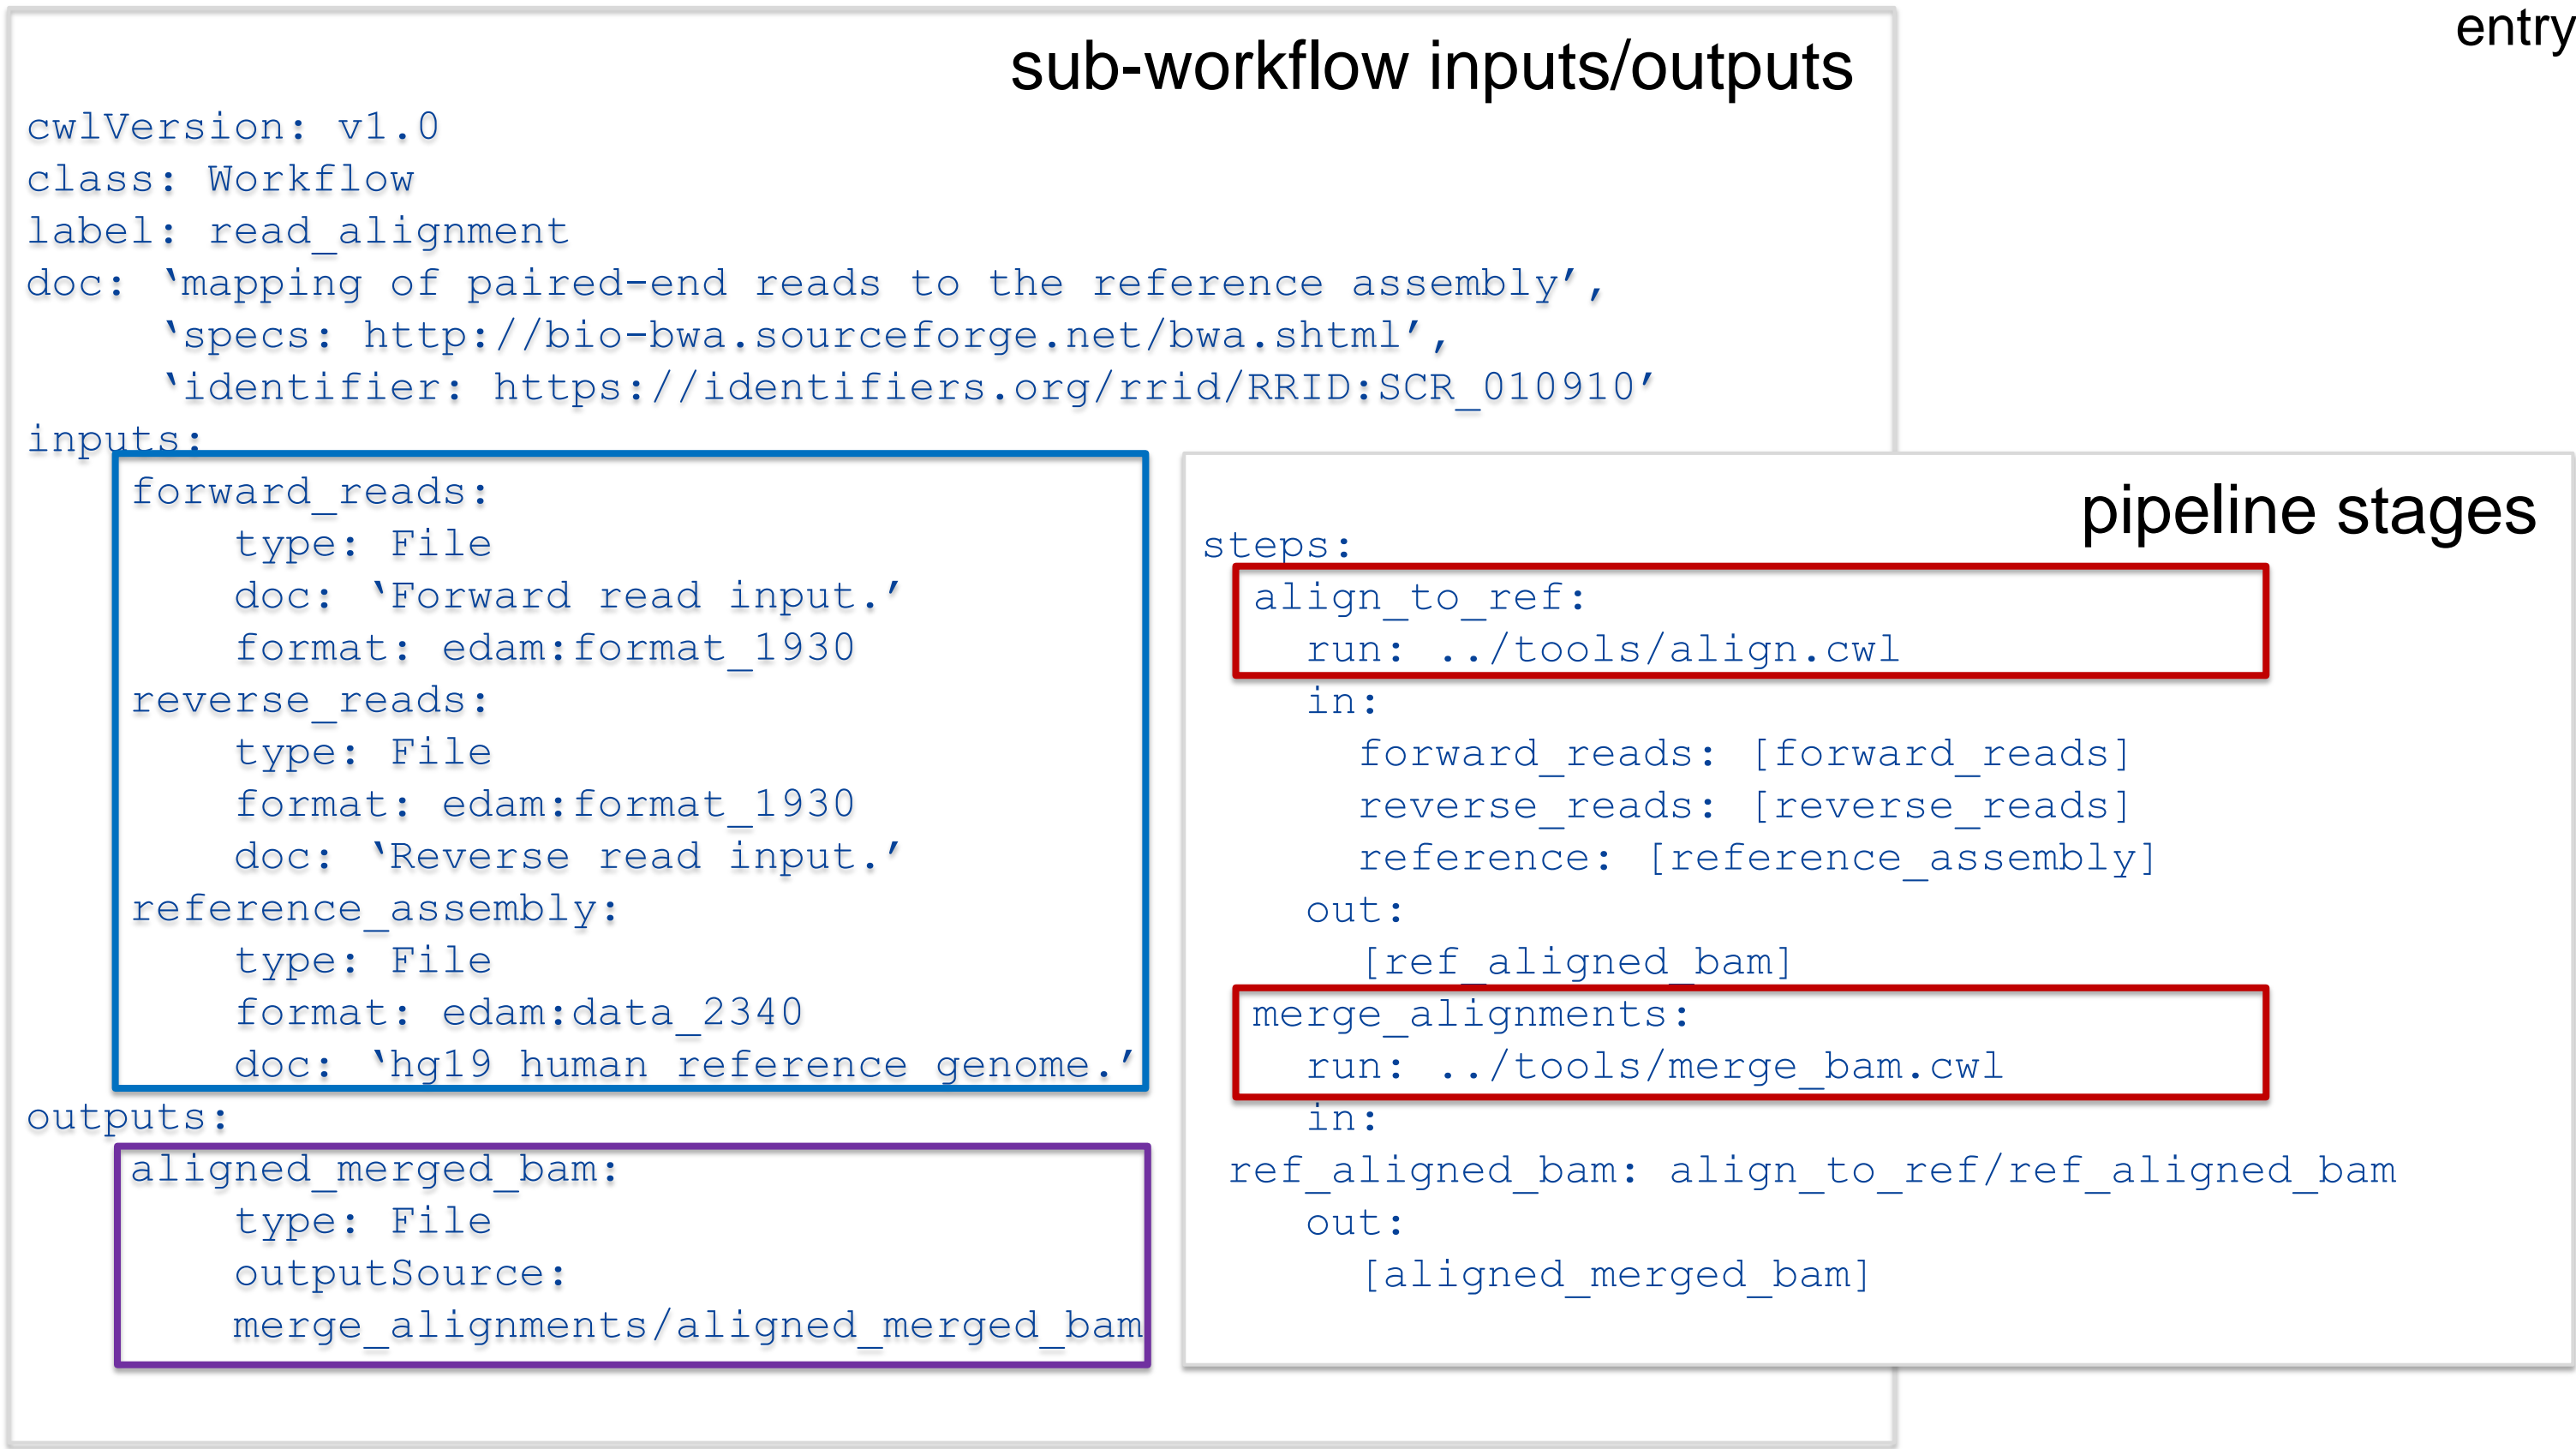 entry
sub-workflow inputs/outputs
cwlVersion: v1.0
class: Workflow
label: read_alignment
doc: ‘mapping of paired-end reads to the reference assembly’,
‘specs: http://bio-bwa.sourceforge.net/bwa.shtml’,
‘identifier: https://identifiers.org/rrid/RRID:SCR_010910’
inputs:
forward_reads:
type: File
doc: ‘Forward read input.’
format: edam:format_1930
reverse_reads:
type: File
format: edam:format_1930
doc: ‘Reverse read input.’
reference_assembly:
type: File
format: edam:data_2340
doc: ‘hg19 human reference genome.’
outputs:
aligned_merged_bam:
type: File
outputSource:
merge_alignments/aligned_merged_bam
pipeline stages
steps:
align_to_ref:
run: ../tools/align.cwl
in:
forward_reads: [forward_reads]
reverse_reads: [reverse_reads]
reference: [reference_assembly]
out:
[ref_aligned_bam]
merge_alignments:
run: ../tools/merge_bam.cwl
in:
ref_aligned_bam: align_to_ref/ref_aligned_bam
out:
[aligned_merged_bam]